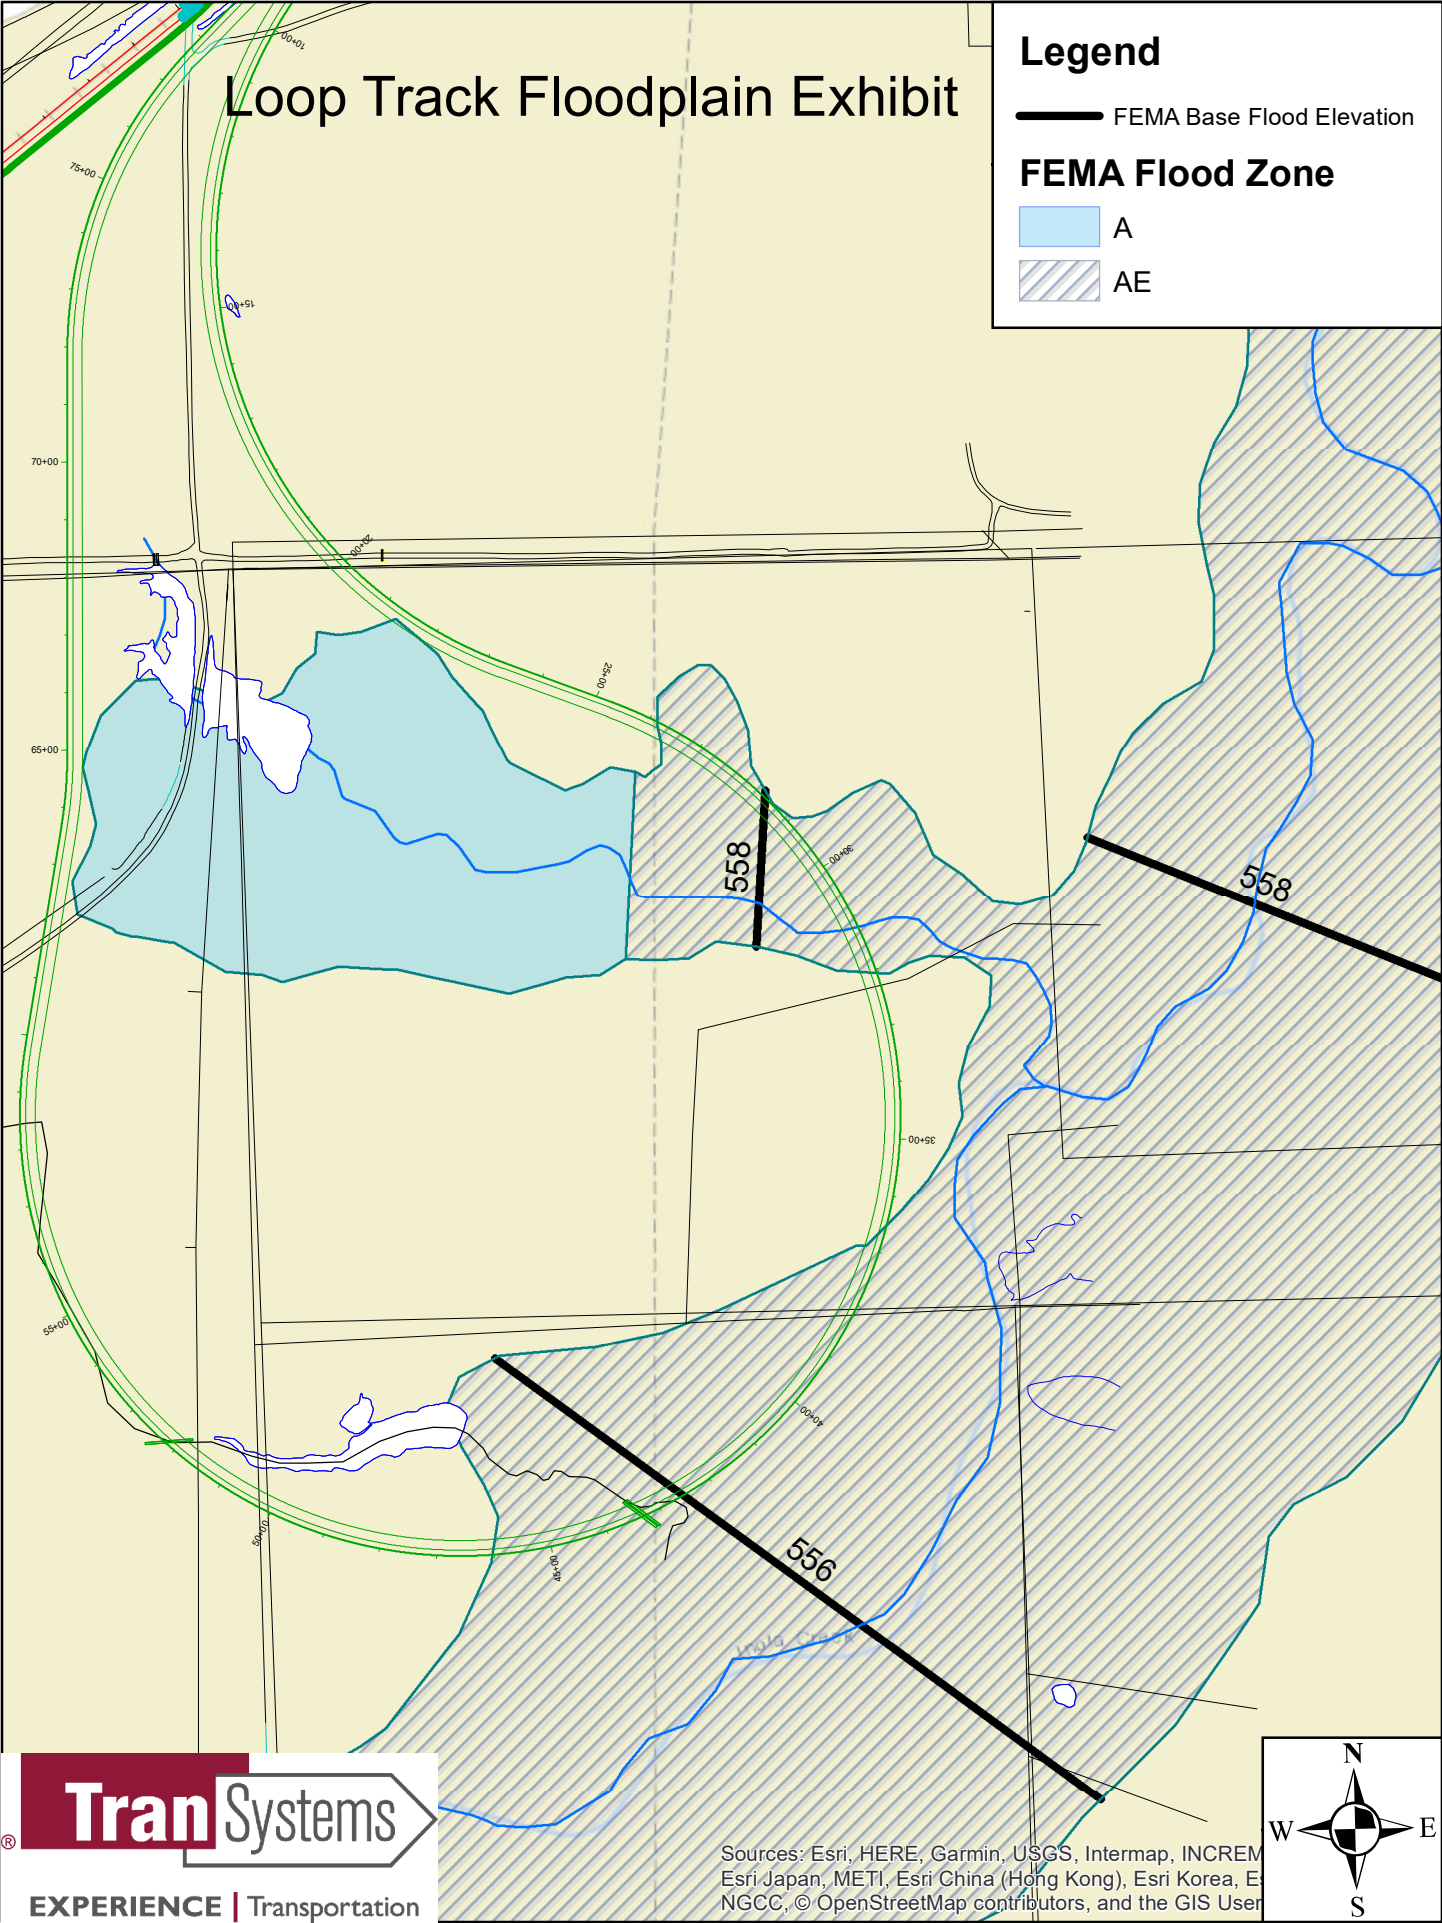 10+00
Loop Track Floodplain Exhibit
Legend
FEMA Base Flood Elevation
FEMA Flood Zone
A
AE
75+00
15+00
70+00
20+00
25+00
65+00
558
30+00
558
35+00
55+00
40+00
50+00
45+00
556
Creek
TranSystems
®
EXPERIENCE | Transportation
Sources: Esri, HERE, Garmin, USGS, Intermap, INCREM
Esri Japan, METI, Esri China (Hong Kong), Esri Korea, Es
NGCC, © OpenStreetMap contributors, and the GIS User
N
W
E
S